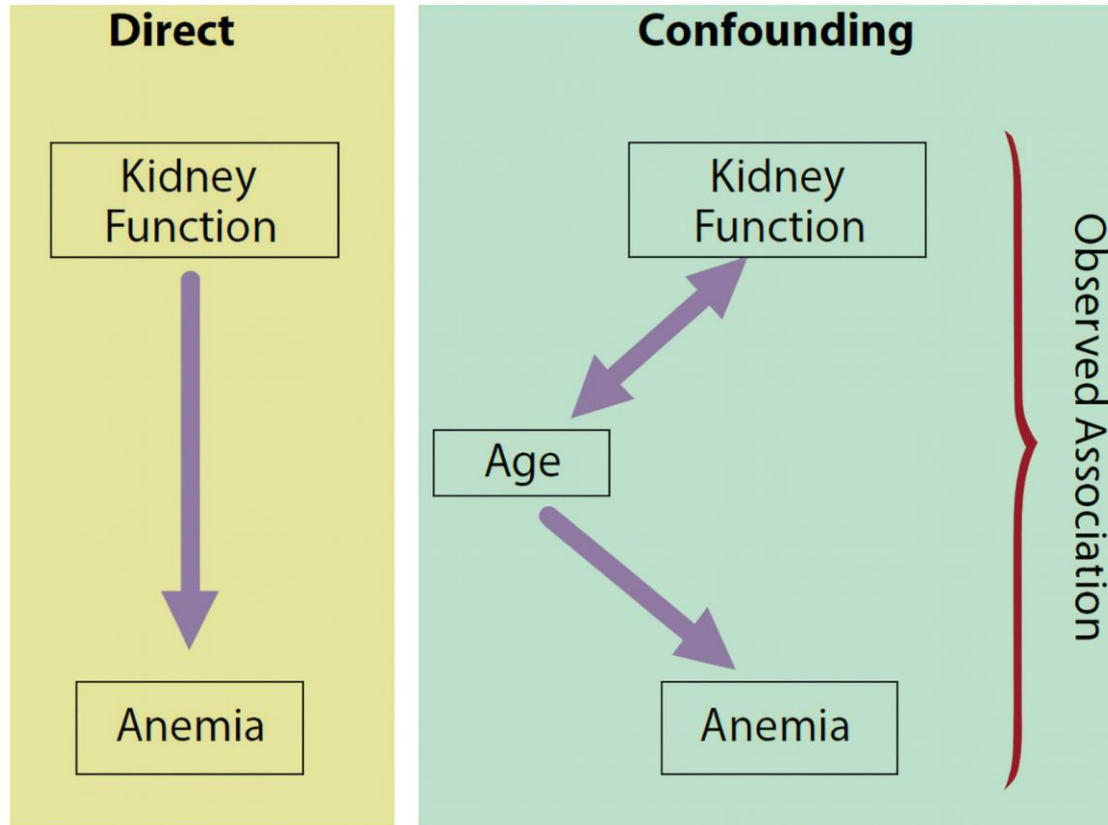 Direct
Kidney
Function
Anemia
Confounding
Kidney
Function
Age
Anemia
Observed Association